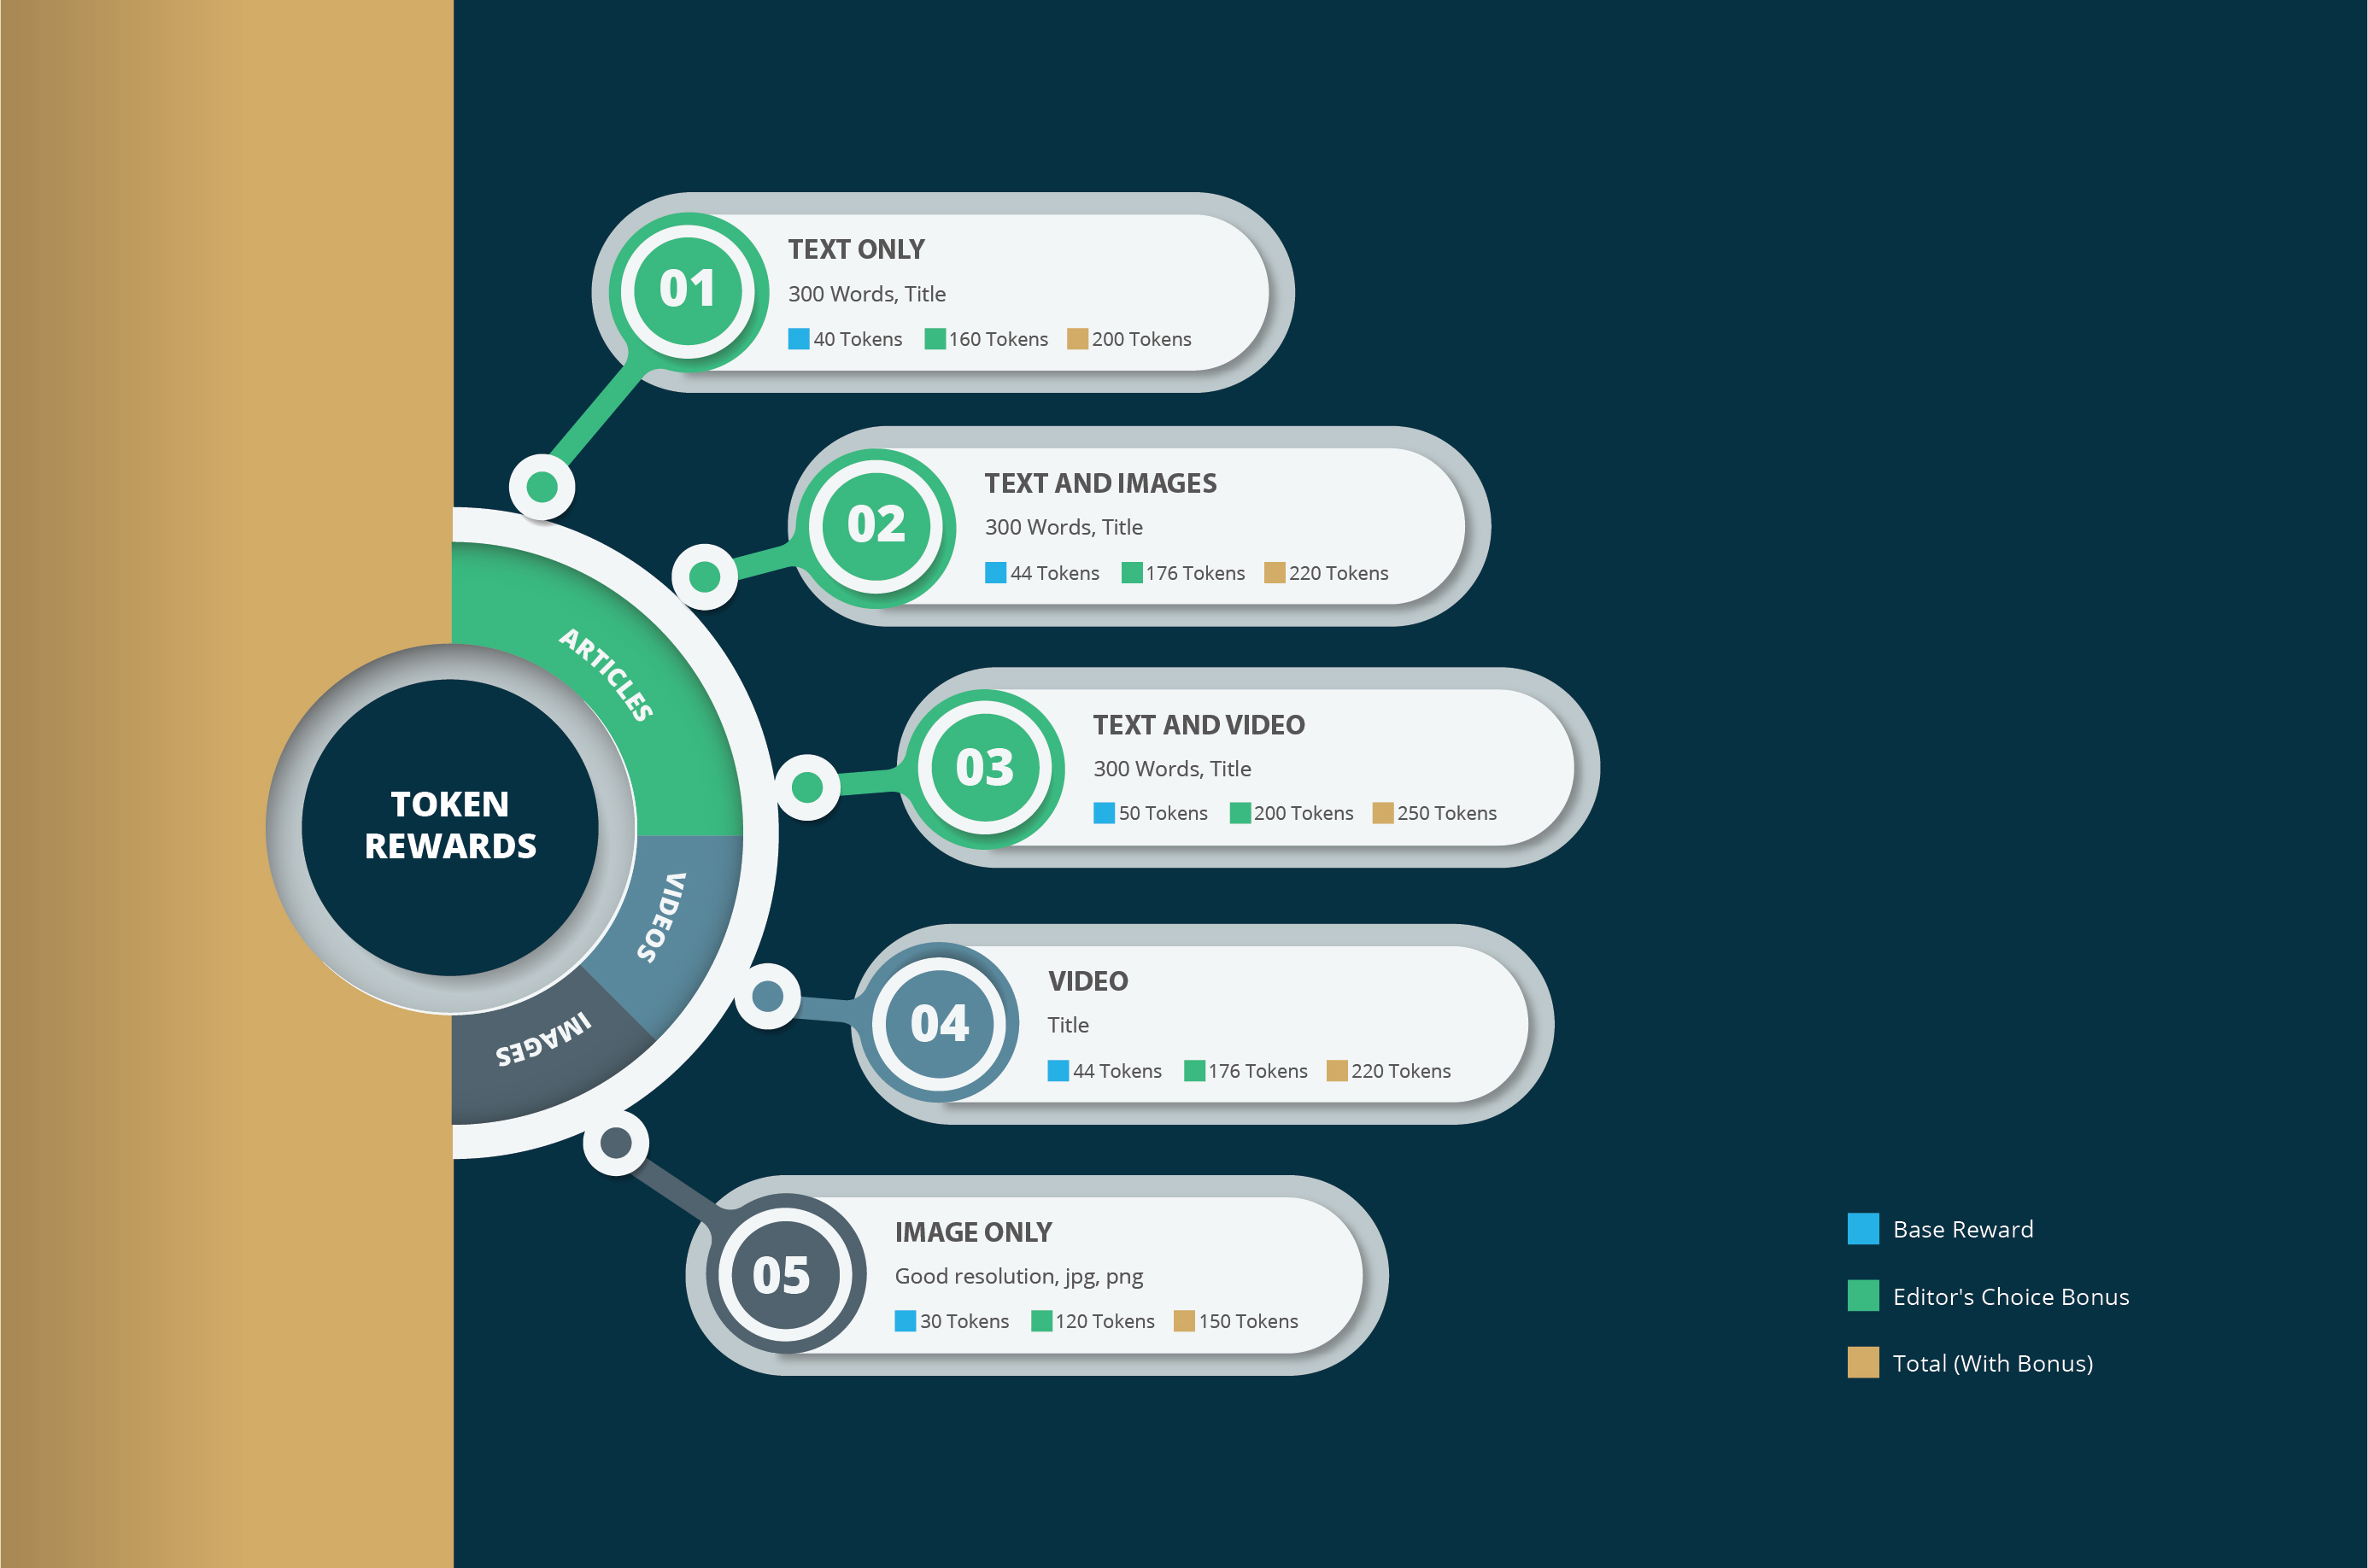 TOKEN
REWARDS
ARTICLES
VIDEOS
IMAGES
01
TEXT ONLY
300 Words, Title
40 Tokens 160 Tokens 200 Tokens
02
TEXT AND IMAGES
300 Words, Title
44 Tokens 176 Tokens 220 Tokens
03
TEXT AND VIDEO
300 Words, Title
50 Tokens 200 Tokens 250 Tokens
04
VIDEO
Title
44 Tokens 176 Tokens 220 Tokens
05
IMAGE ONLY
Good resolution, jpg, png
30 Tokens 120 Tokens 150 Tokens
Base Reward
Editor's Choice Bonus
Total (With Bonus)